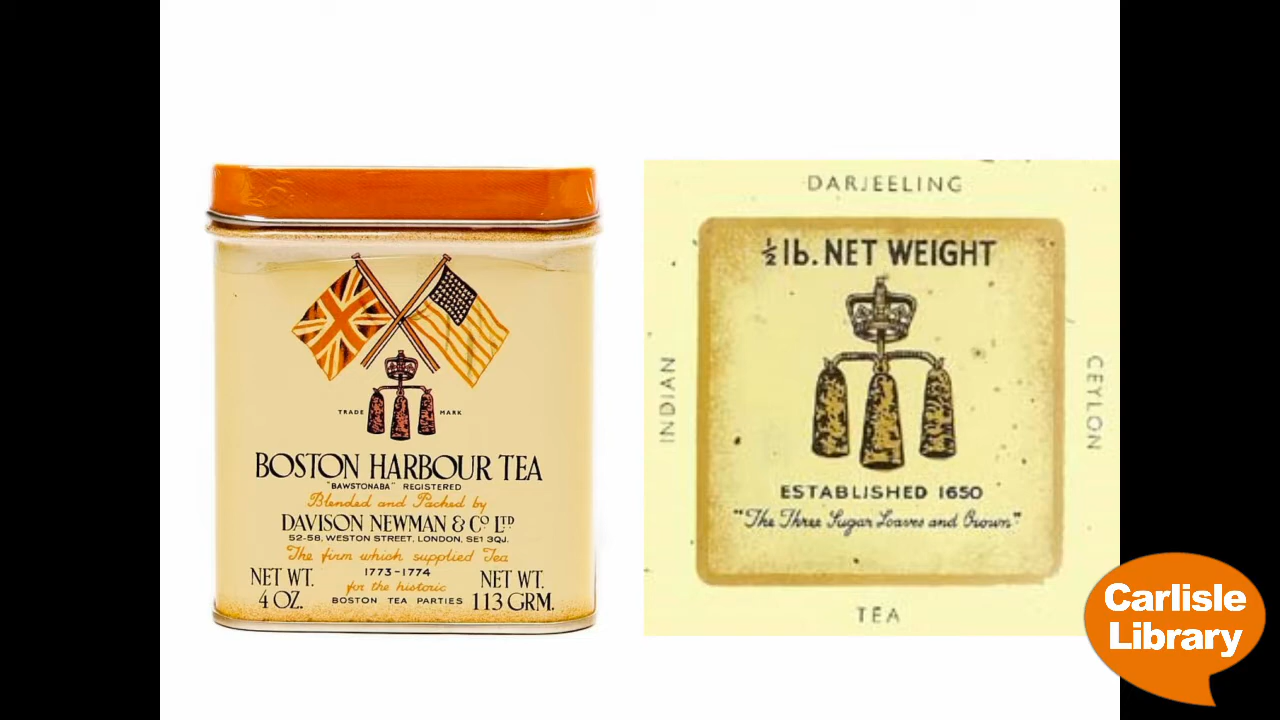 TRADE MARK
BOSTON HARBOUR TEA
"BAWSTONABA" REGISTERED
Blended and Packed by
DAVISON NEWMAN & Co LTD
52-58, WESTON STREET, LONDON, SE1 3QJ.
The firm which supplied Tea
1773-1774
for the historic
BOSTON TEA PARTIES
NET WT.
4 OZ.
NET WT.
113 GRM.
DARJEELING
INDIAN
CEYLON
½ lb. NET WEIGHT
ESTABLISHED 1650
"The Three Sugar Loaves and Crown"
TEA
Carlisle
Library